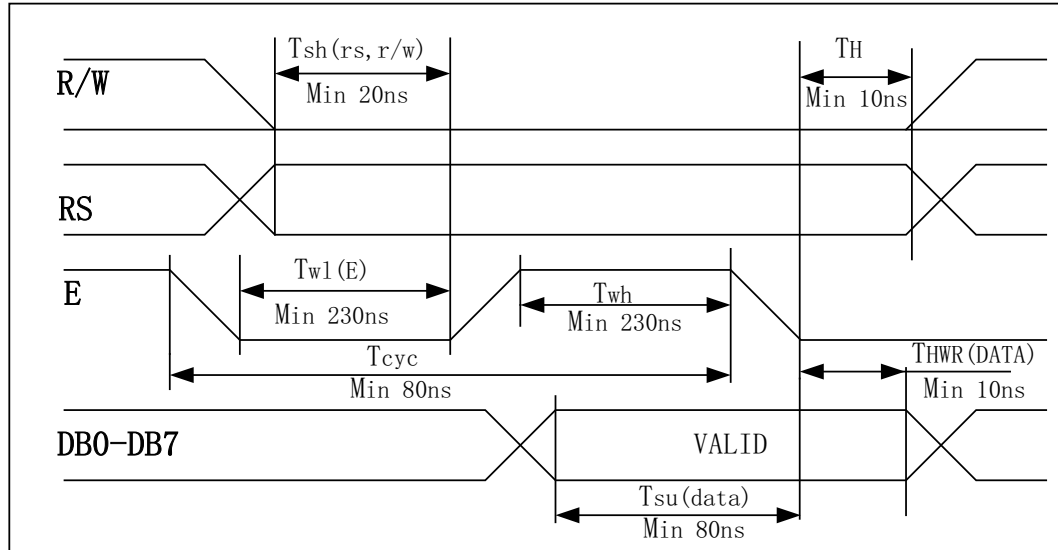 Tsh(rs,r/w)
Min 20ns
TH
Min 10ns
R/W
RS
E
Twl(E)
Min 230ns
Twh
Min 230ns
Tcyc
Min 80ns
THWR(DATA)
Min 10ns
DB0-DB7
VALID
Tsu(data)
Min 80ns